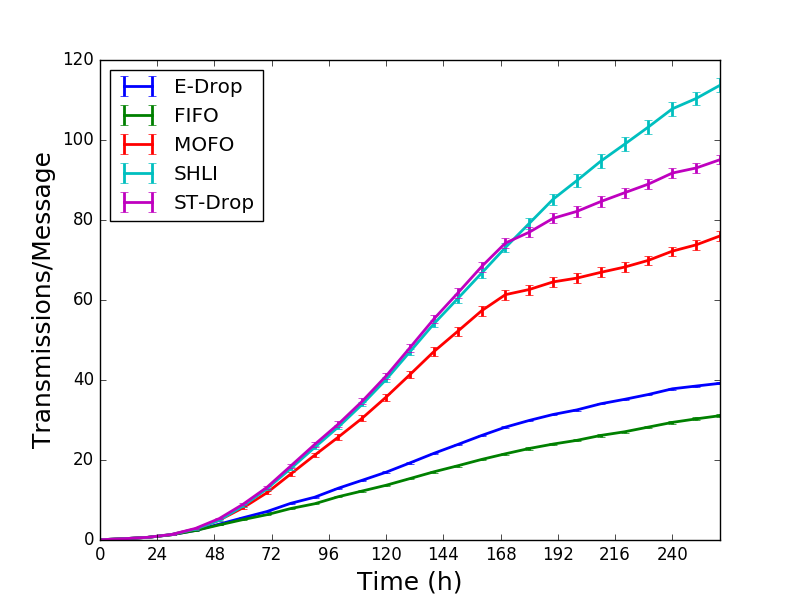 120
100
80
60
40
20
0
Transmissions/Message
E-Drop
FIFO
MOFO
SHLI
ST-Drop
0 24 48 72 96 120 144 168 192 216 240
Time (h)